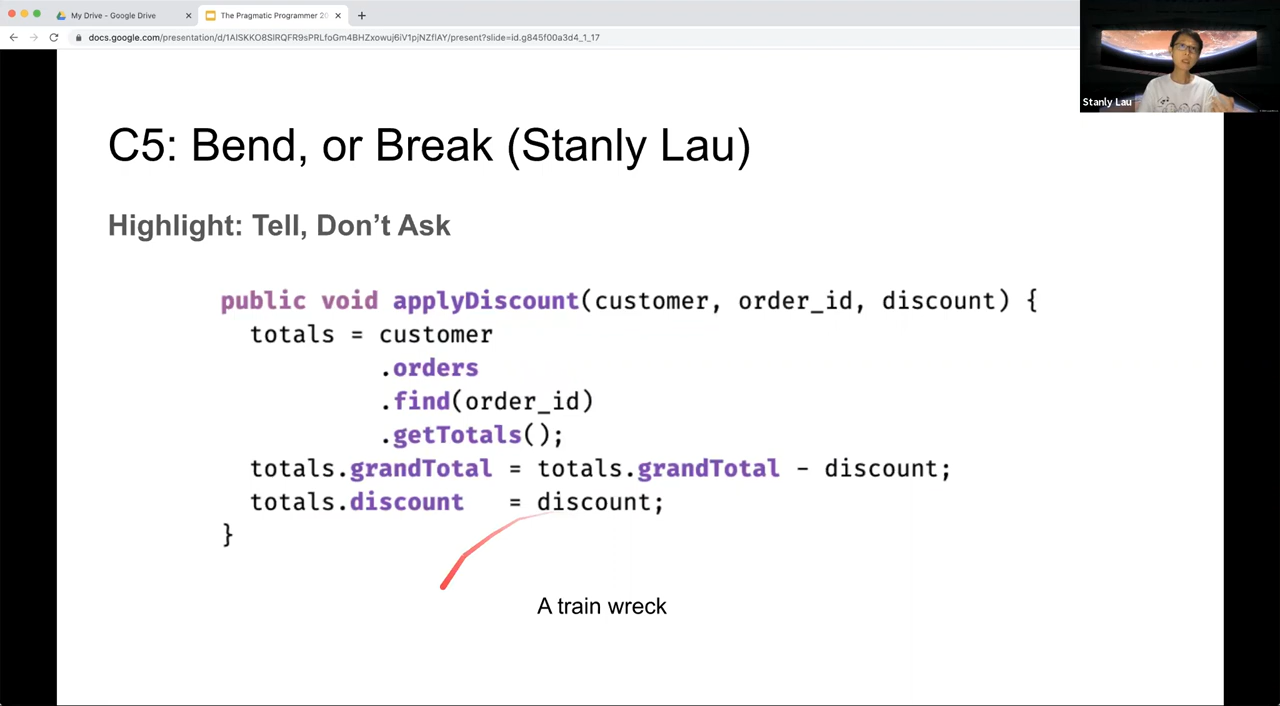 My Drive - Google Drive
The Pragmatic Programmer 20
docs.google.com/presentation/d/1AlSKKO8SlRQFR9sPRLfoGm4BHZxowuj6iV1pjNZflAY/present?slide=id.g845f00a3d4_1_17
Stanly Lau
C5: Bend, or Break (Stanly Lau)
Highlight: Tell, Don’t Ask
public void applyDiscount(customer, order_id, discount) {
totals = customer
.orders
.find(order_id)
.getTotals();
totals.grandTotal = totals.grandTotal - discount;
totals.discount = discount;
}
A train wreck